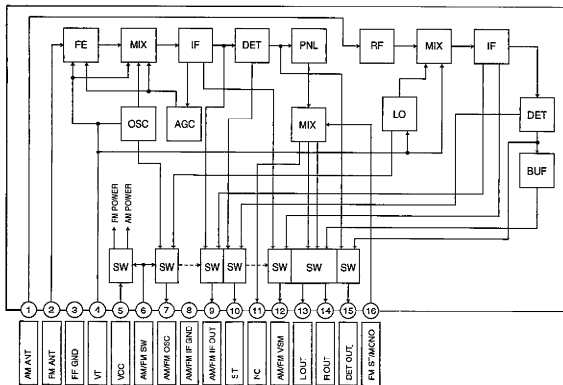 FE
MIX
IF
DET
PNL
RF
MIX
IF
OSC
AGC
MIX
LO
DET
BUF
FM POWER
AM POWER
SW
SW
SW
SW
SW
SW
SW
1
2
3
4
5
6
7
8
9
10
11
12
13
14
15
16
AM ANT
FM ANT
FF GND
VT
VCC
AM/FM SW
AM/FM OSC
AM/FM IF GND
AM/FM IF OUT
ST
NC
AM/FM VSM
L OUT
R OUT
DET OUT
FM ST/MONO